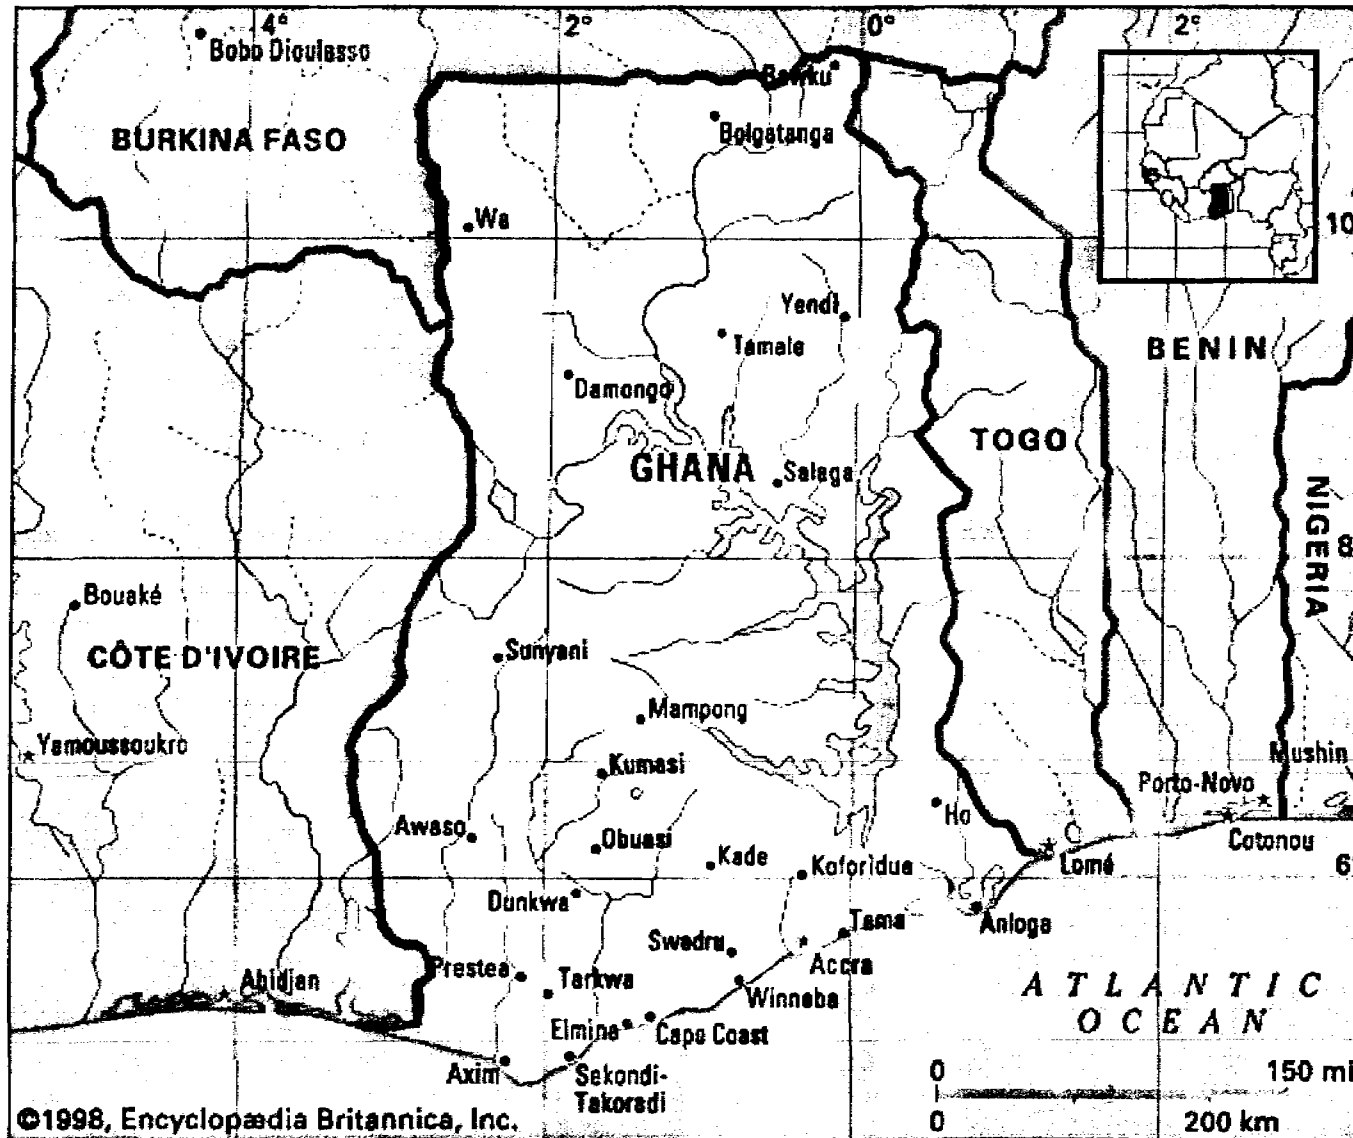 4°
2°
0°
2°
Bobo Dioulasso
Bawku
BURKINA FASO
Bolgatanga
Wa
10
Yendi
Tamale
BENIN
Damongo
TOGO
GHANA
Salaga
NIGERIA
8
Bouaké
CÔTE D'IVOIRE
Sunyani
Mampong
Yamoussoukro
Kumasi
Mushin
Porto-Novo
Ho
Awaso
Obuasi
Cotonou
Kade
Koforidua
Lomé
6
Dunkwa
Anloga
Tama
Swedru
Accra
Prestea
Tarkwa
Abidjan
Winneba
ATLANTIC
OCEAN
Elmina
Cape Coast
Axim
Sekondi-
Takoradi
0 150 mi
0 200 km
©1998, Encyclopædia Britannica, Inc.